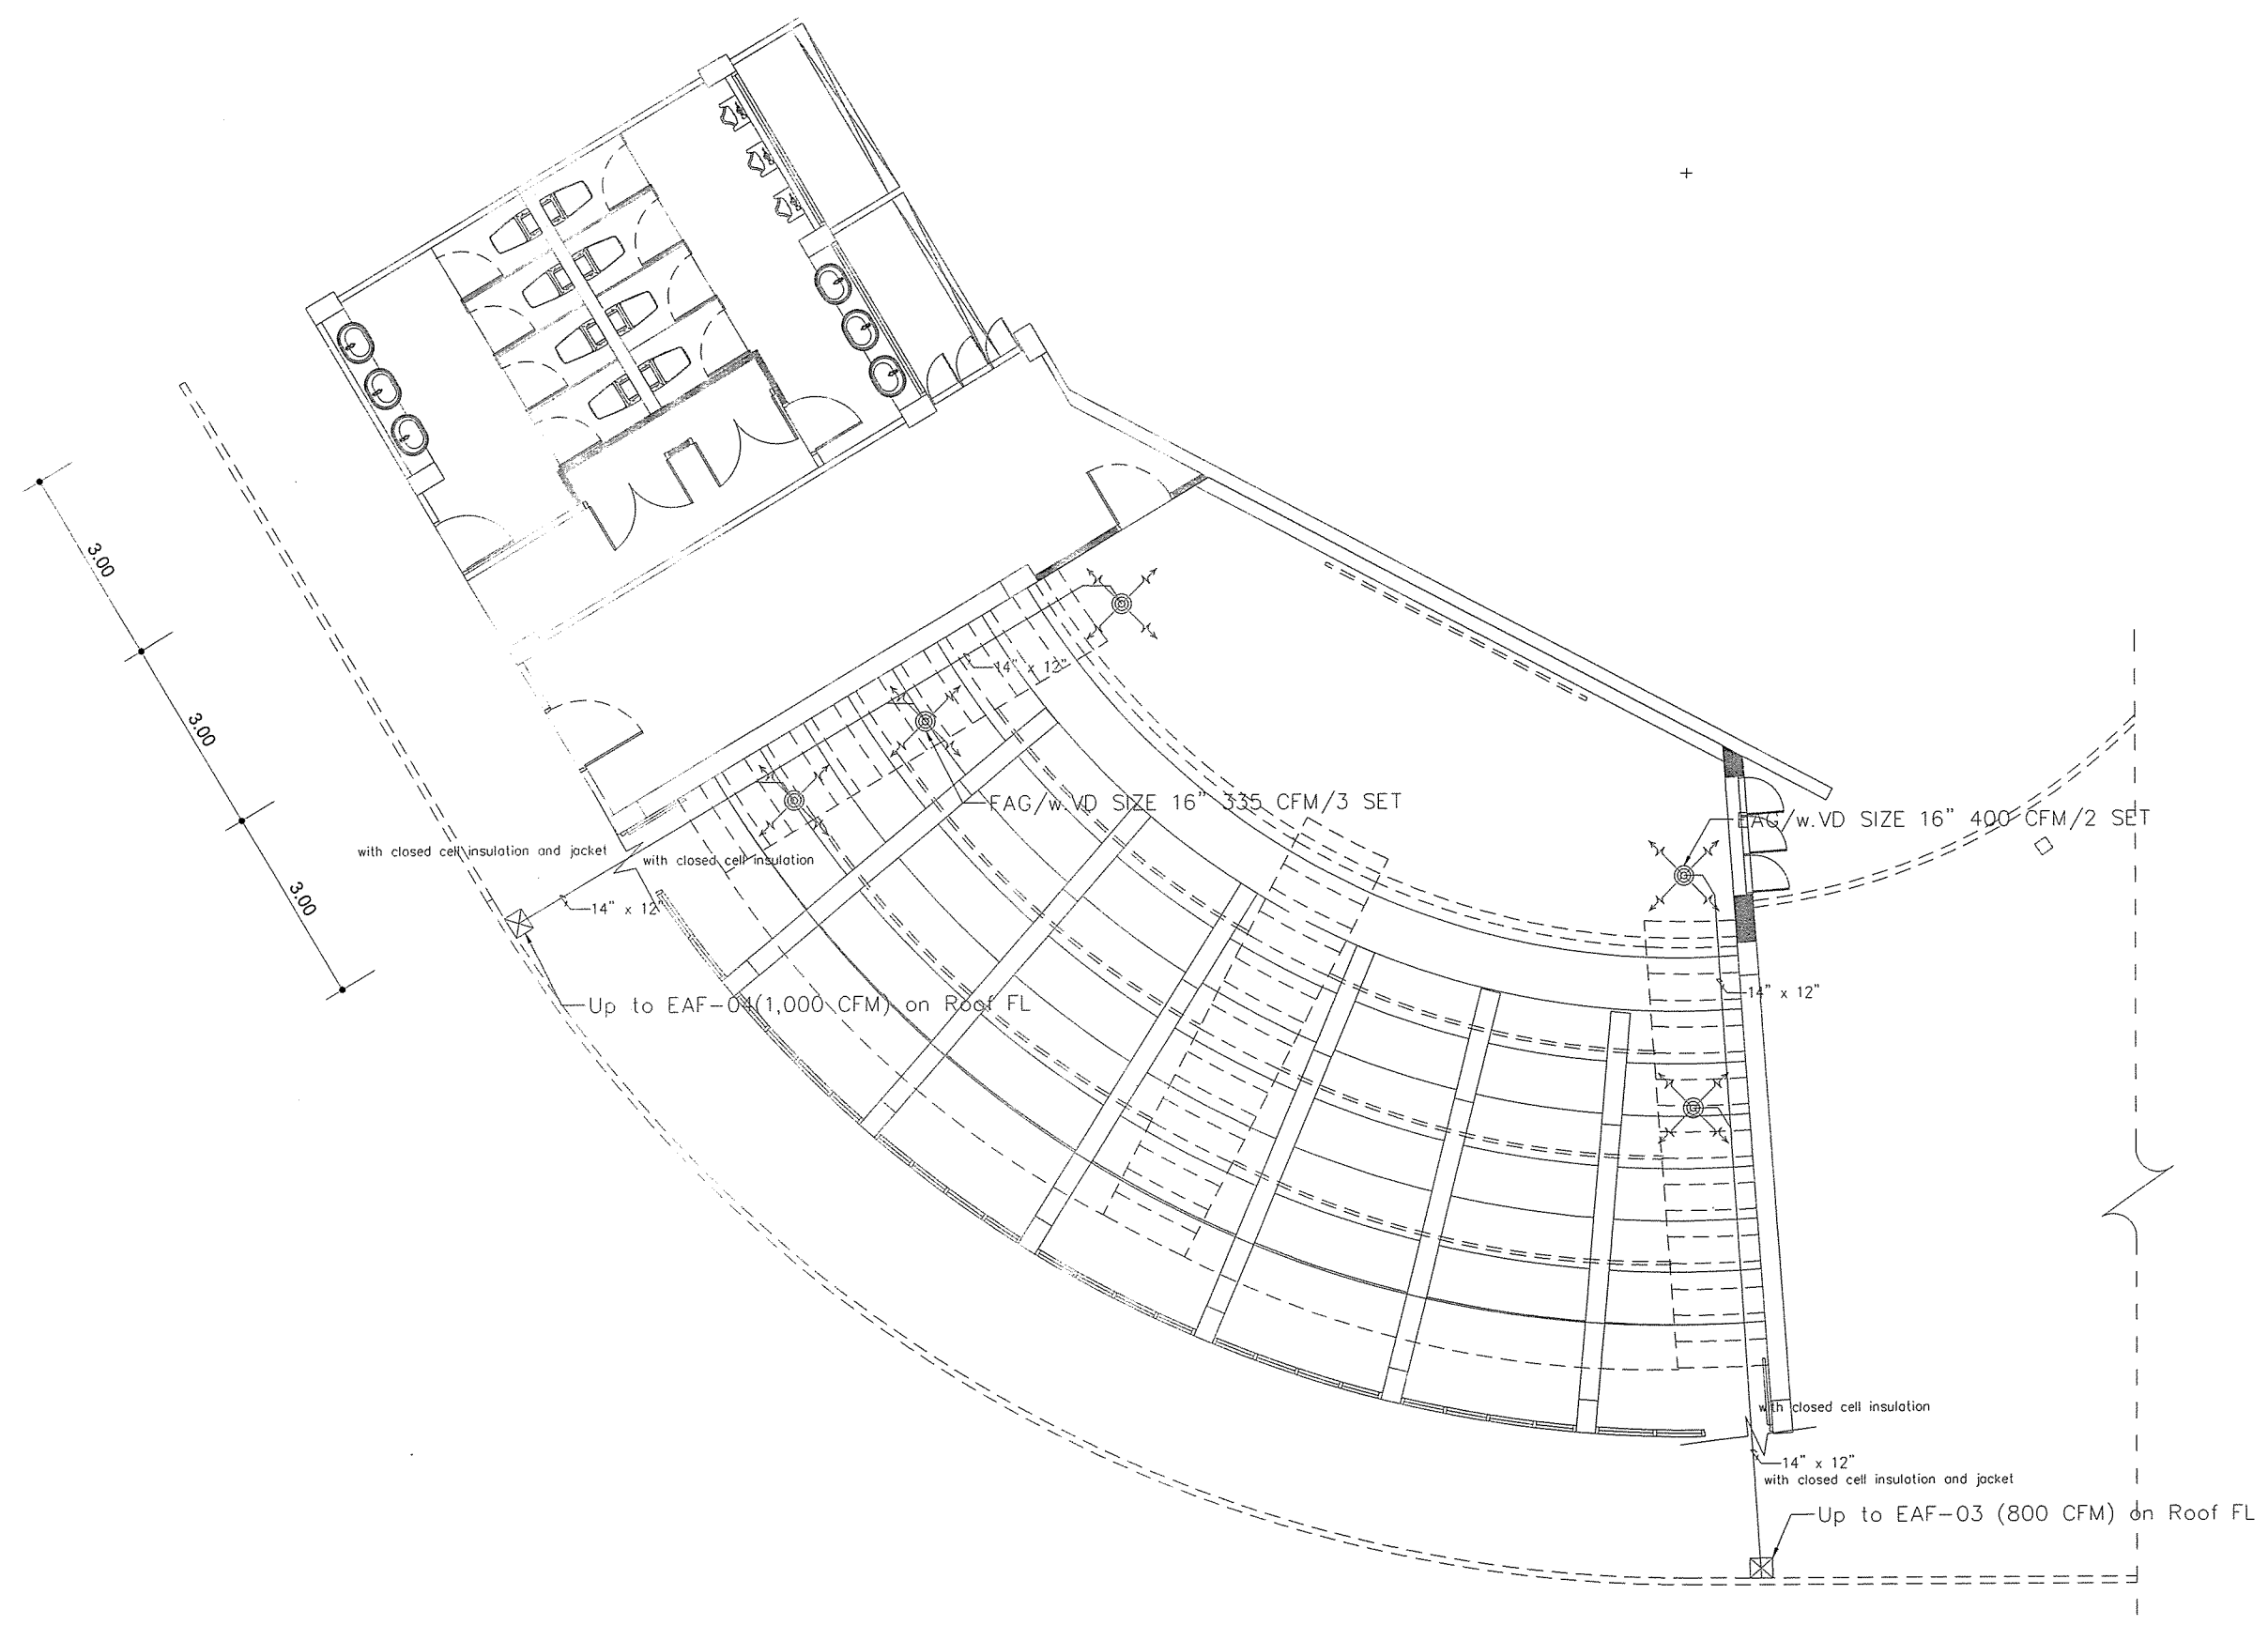 3.00
3.00
3.00
14" x 12"
FAG/w.VD SIZE 16" 335 CFM/3 SET
FAG/w.VD SIZE 16" 400 CFM/2 SET
with closed cell insulation and jacket
with closed cell insulation
14" x 12"
14" x 12"
Up to EAF-04(1,000 CFM) on Roof FL
with closed cell insulation
14" x 12"
with closed cell insulation and jacket
Up to EAF-03 (800 CFM) on Roof FL